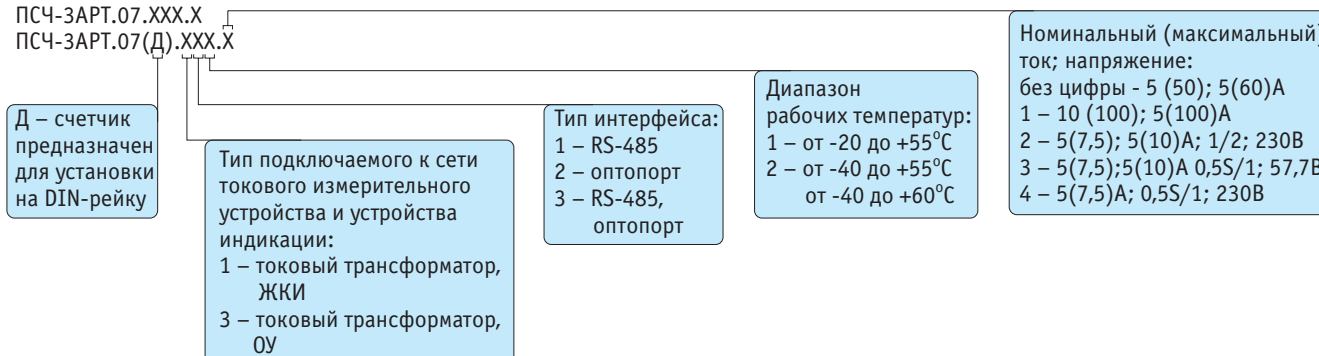 ПСЧ-3АРТ.07.XXX.X
ПСЧ-3АРТ.07(Д).XXX.X
Д – счетчик
предназначен
для установки
на DIN-рейку
Тип подключаемого к сети
токового измерительного
устройства и устройства
индикации:
1 – токовый трансформатор,
ЖКИ
3 – токовый трансформатор,
ОУ
Тип интерфейса:
1 – RS-485
2 – оптопорт
3 – RS-485,
оптопорт
Диапазон
рабочих температур:
1 – от -20 до +55°С
2 – от -40 до +55°С
от -40 до +60°С
Номинальный (максимальный)
ток; напряжение:
без цифры - 5 (50); 5(60)А
1 – 10 (100); 5(100)А
2 – 5(7,5); 5(10)А; 1/2; 230В
3 – 5(7,5);5(10)А 0,5S/1; 57,7В
4 – 5(7,5)А; 0,5S/1; 230В